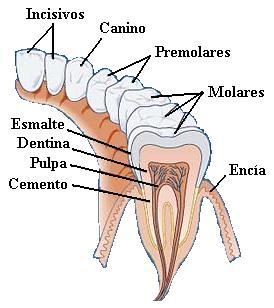 Incisivos
Canino
Premolares
Molares
Esmalte
Dentina
Pulpa
Encía
Cemento